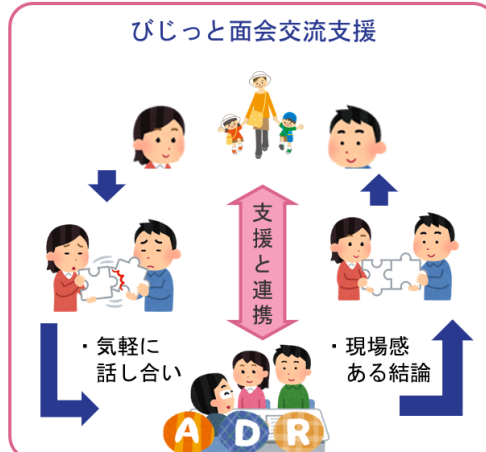 びじっと面会交流支援
支援と連携
・気軽に
話し合い
・現場感
ある結論
ADR